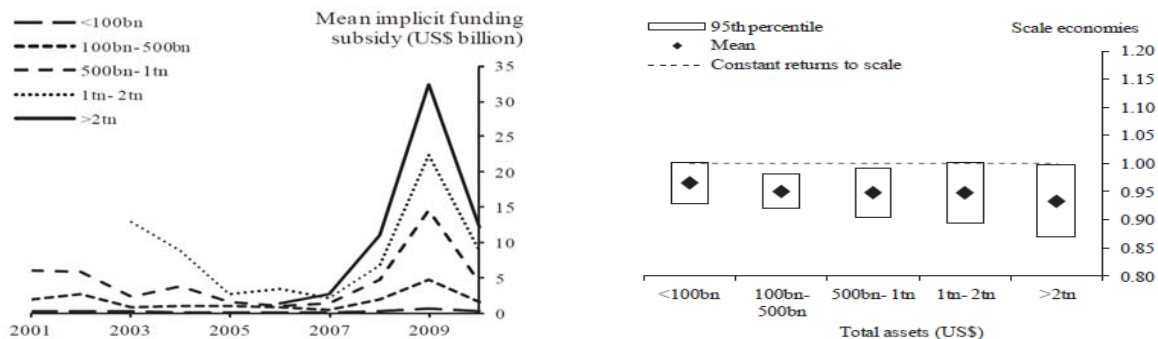 <100bn
100bn-500bn
500bn-1tn
1tn-2tn
>2tn
Mean implicit funding
subsidy (US$ billion)
35
30
25
20
15
10
5
0
2001
2003
2005
2007
2009
95th percentile
Mean
Constant returns to scale
Scale economies
1.20
1.15
1.10
1.05
1.00
0.95
0.90
0.85
0.80
<100bn
100bn-
500bn
500bn-1tn
1tn-2tn
>2tn
Total assets (US$)